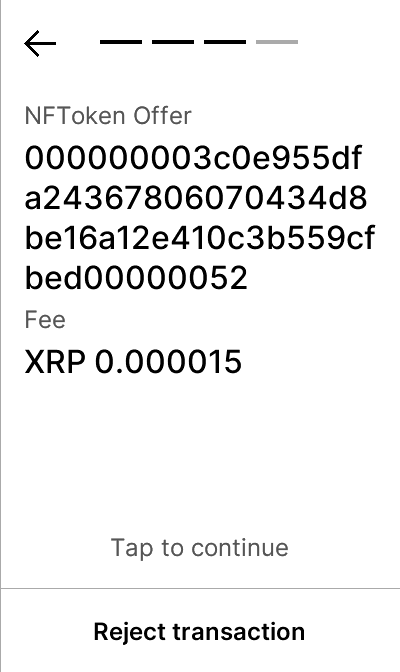 NFToken Offer
000000003c0e955df
a24367806070434d8
be16a12e410c3b559cf
bed00000052
Fee
XRP 0.000015
Tap to continue
Reject transaction